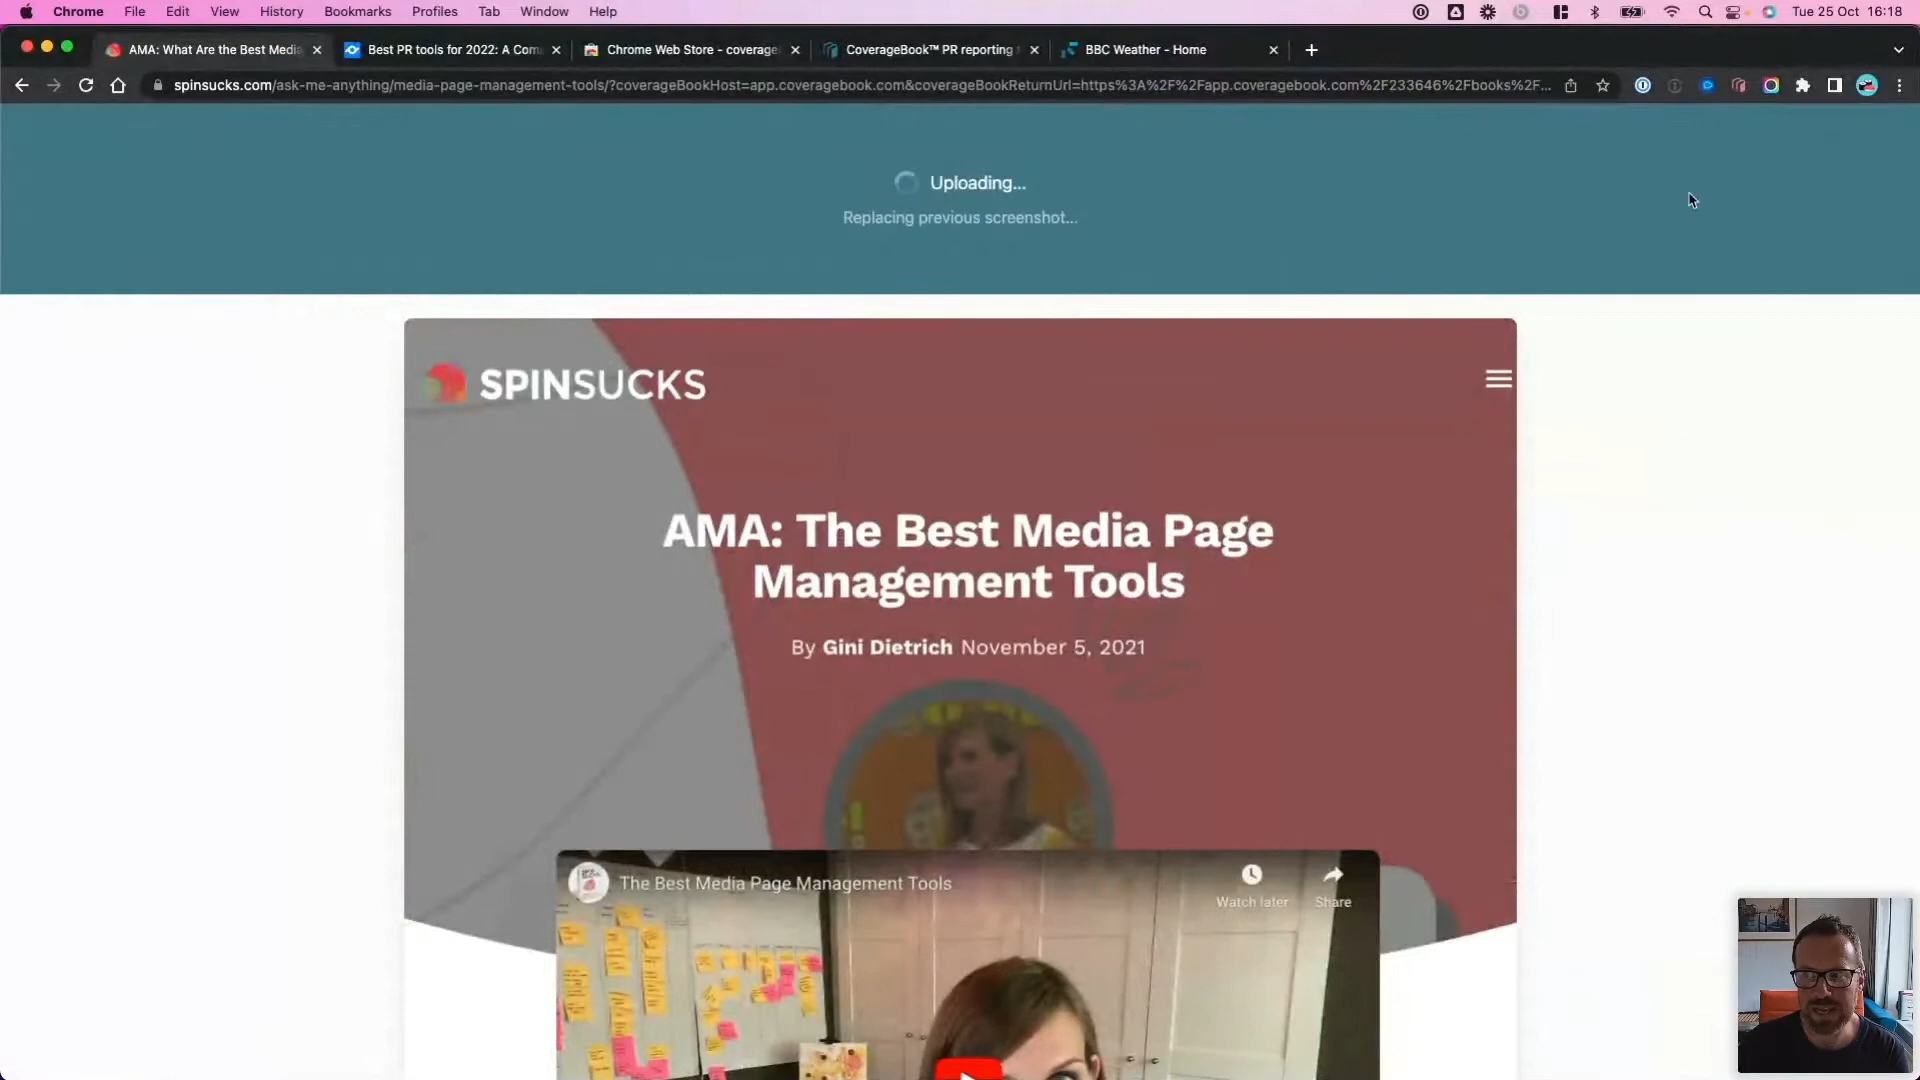 Chrome File Edit View History Bookmarks Profiles Tab Window Help Tue 25 Oct 16:18
AMA: What Are the Best Media Best PR tools for 2022: A Com Chrome Web Store - coverage CoverageBook™ PR reporting BBC Weather - Home
spinsucks.com/ask-me-anything/media-page-management-tools/?coverageBookHost=app.coveragebook.com&coverageBookReturnUrl=https%3A%2F%2Fapp.coveragebook.com%2F233646%2Fbooks%2F...
Uploading...
Replacing previous screenshot...
SPINSUCKS
AMA: The Best Media Page
Management Tools
By Gini Dietrich November 5, 2021
The Best Media Page Management Tools
Watch later Share